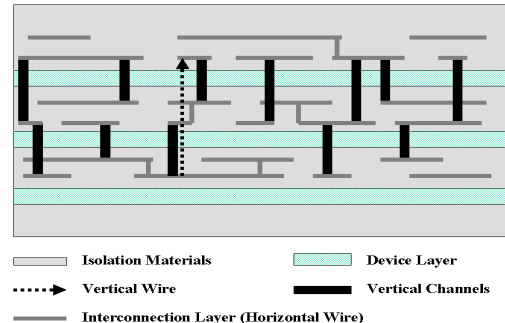 Isolation Materials
Device Layer
Vertical Wire
Vertical Channels
Interconnection Layer (Horizontal Wire)